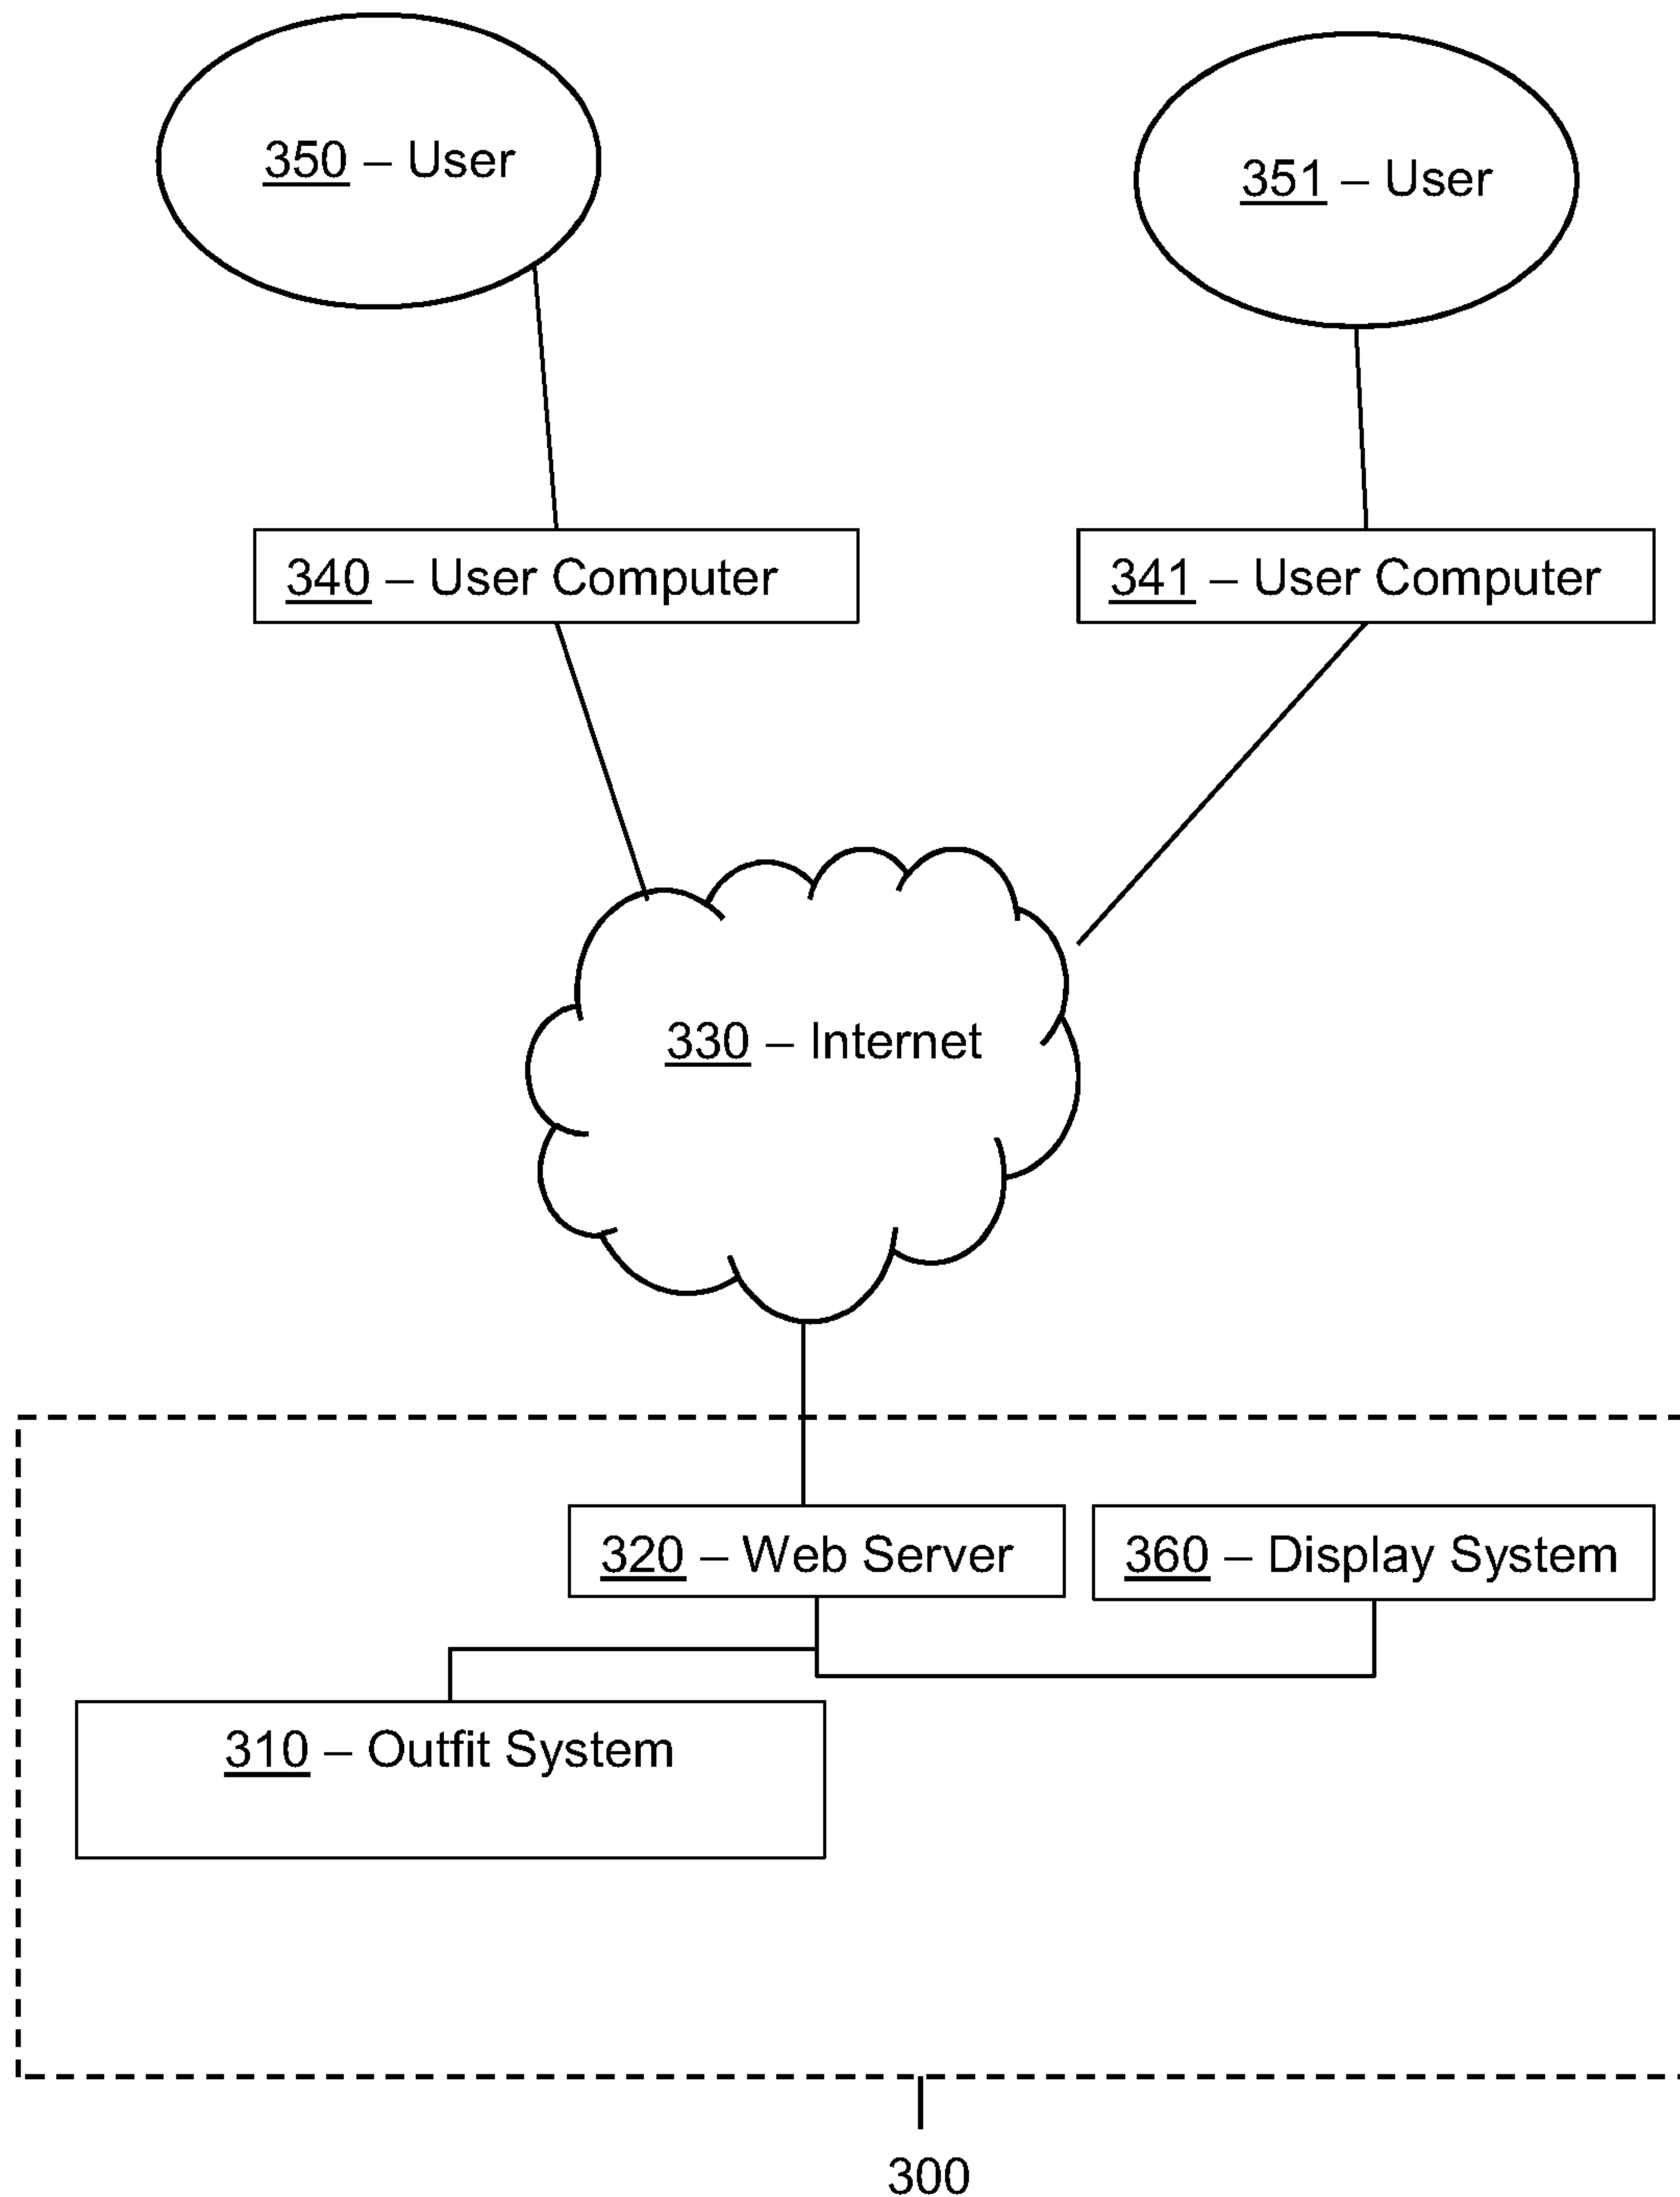 350 – User
351 – User
340 – User Computer
341 – User Computer
330 – Internet
320 – Web Server
360 – Display System
310 – Outfit System
300